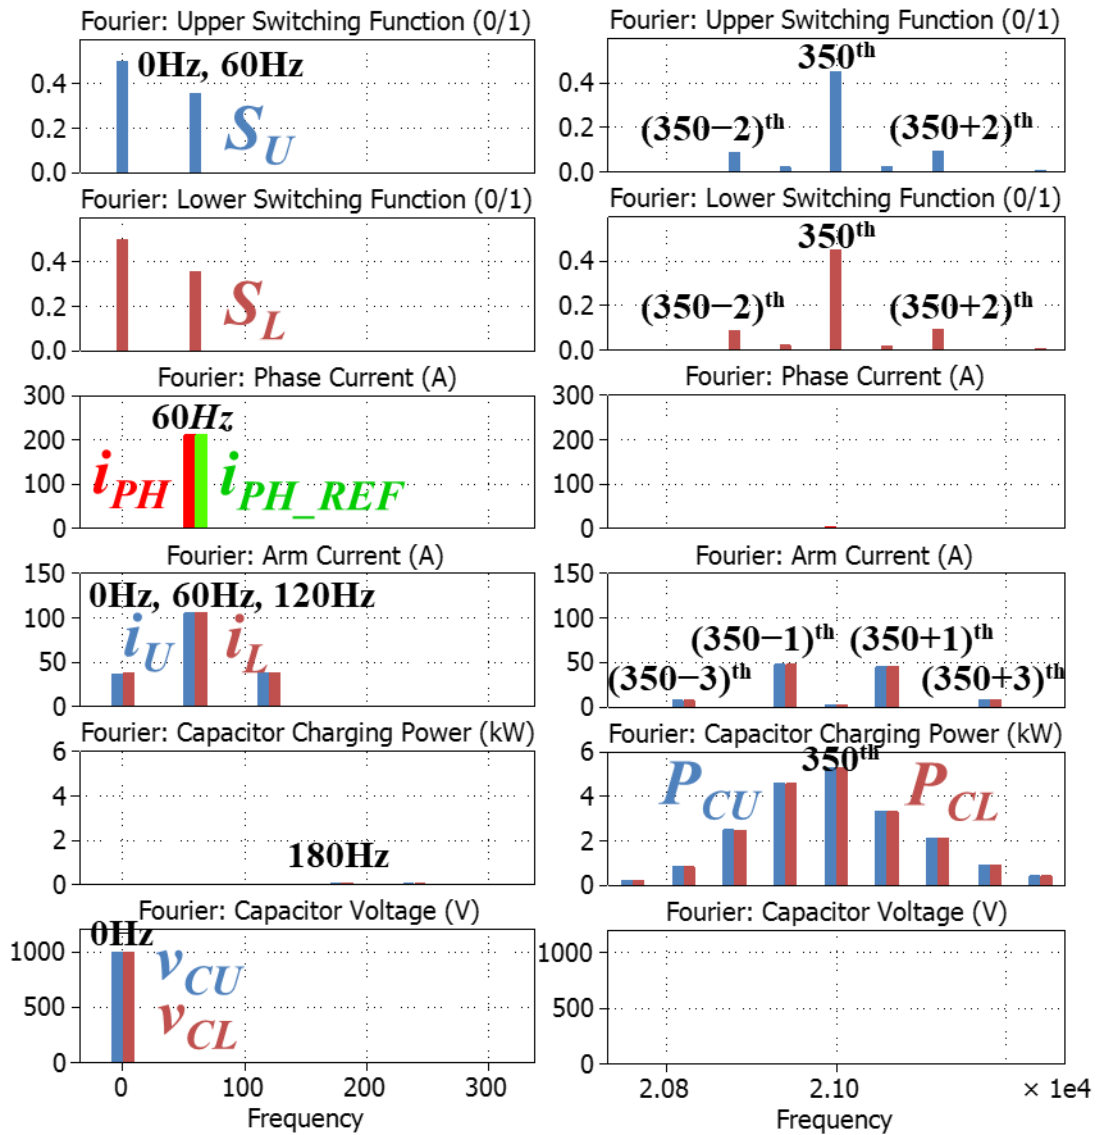 Fourier: Upper Switching Function (0/1)
0Hz, 60Hz
0.4
0.2
0.0
S_U
Fourier: Upper Switching Function (0/1)
350th
(350−2)th
(350+2)th
0.4
0.2
0.0
Fourier: Lower Switching Function (0/1)
0.4
0.2
0.0
S_L
Fourier: Lower Switching Function (0/1)
350th
(350−2)th
(350+2)th
0.4
0.2
0.0
Fourier: Phase Current (A)
300
200
100
0
60Hz
i_PH
i_PH_REF
Fourier: Phase Current (A)
300
200
100
0
Fourier: Arm Current (A)
150
100
50
0
0Hz, 60Hz, 120Hz
i_U
i_L
Fourier: Arm Current (A)
150
100
50
0
(350−1)th
(350+1)th
(350−3)th
(350+3)th
Fourier: Capacitor Charging Power (kW)
6
4
2
0
180Hz
Fourier: Capacitor Charging Power (kW)
6
4
2
0
350th
P_CU
P_CL
Fourier: Capacitor Voltage (V)
0Hz
1000
500
0
v_CU
v_CL
0
100
200
300
Frequency
Fourier: Capacitor Voltage (V)
1000
500
0
2.08
2.10
× 1e4
Frequency